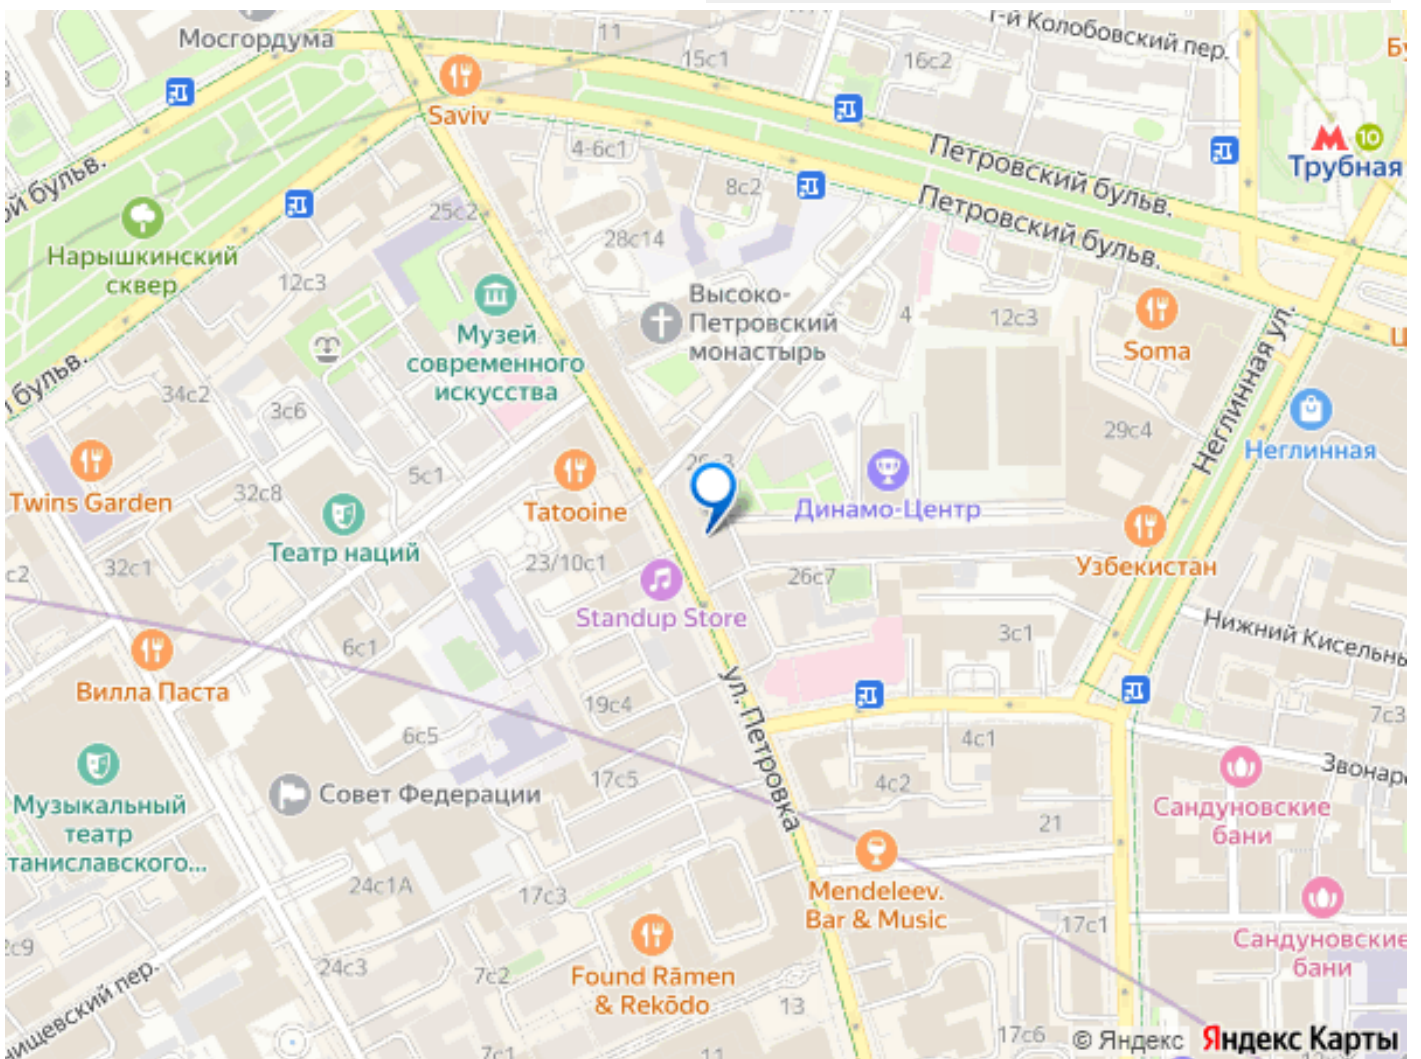 Мосгордума
11
15с1
16с2
1-й Колобовский пер.
Saviv
Петровский бульв.
10
Трубная
4-6с1
8с2
Петровский бульв.
ой бульв.
25с2
28с14
Нарышкинский
сквер
12с3
Музей
современного
искусства
Высоко-
Петровский
монастырь
4
12с3
Soma
Неглинная ул.
й бульв.
34с2
3с6
5с1
29с4
Неглинная
Twins Garden
32с8
Театр наций
Tatooine
Динамо-Центр
Узбекистан
с2
32с1
23/10с1
26с7
Standup Store
3с1
Нижний Кисельны
6с1
Вилла Паста
ул. Петровка
19с4
6с5
7с3
4с1
Звонар
17с5
4с2
Совет Федерации
Музыкальный
театр
таниславского...
Сандуновские
бани
21
Mendeleev.
Bar & Music
24с1А
17с3
17с1
Сандуновские
бани
24с3
7с2
Found Rāmen
& Rekōdo
13
17с6
7с1
11
© Яндекс Яндекс Карты